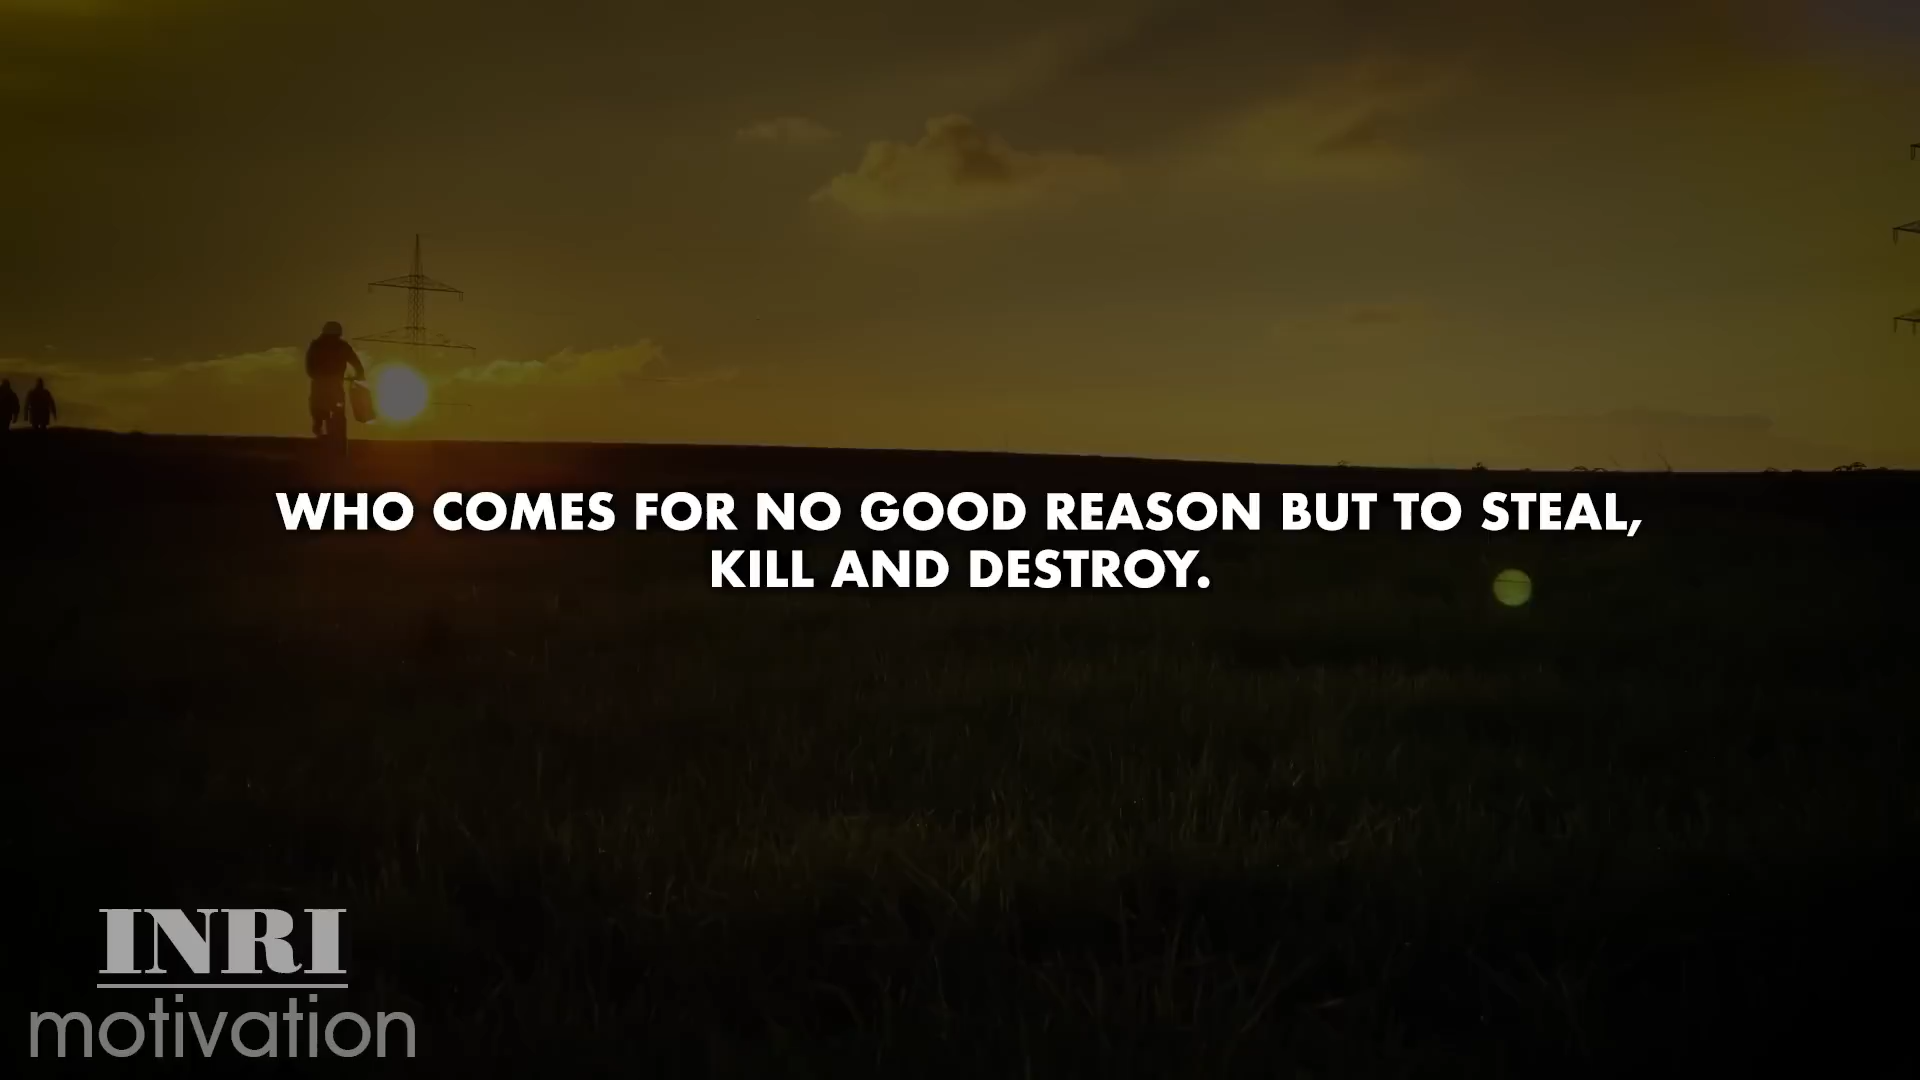 WHO COMES FOR NO GOOD REASON BUT TO STEAL,
KILL AND DESTROY.
INRI
motivation